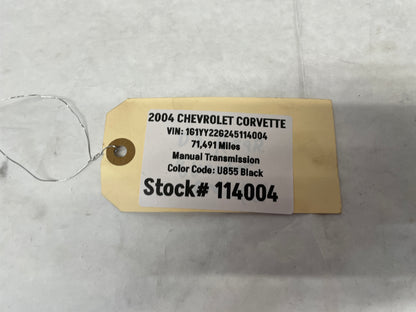 2004 CHEVROLET CORVETTE
VIN: 1G1YY22G245114004
71,491 Miles
Manual Transmission
Color Code: U855 Black
Stock# 114004